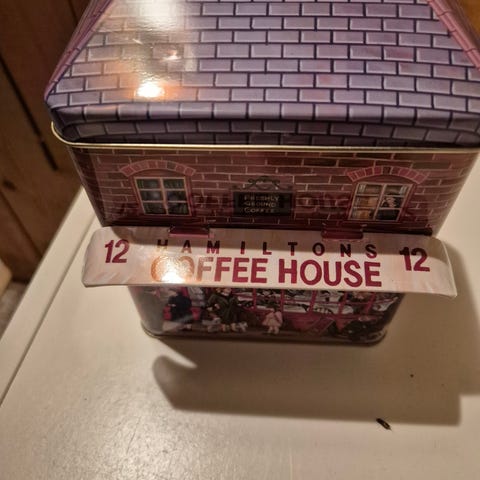 FRESHLY
GROUND
COFFEE
12 HAMILTONS 12
COFFEE HOUSE